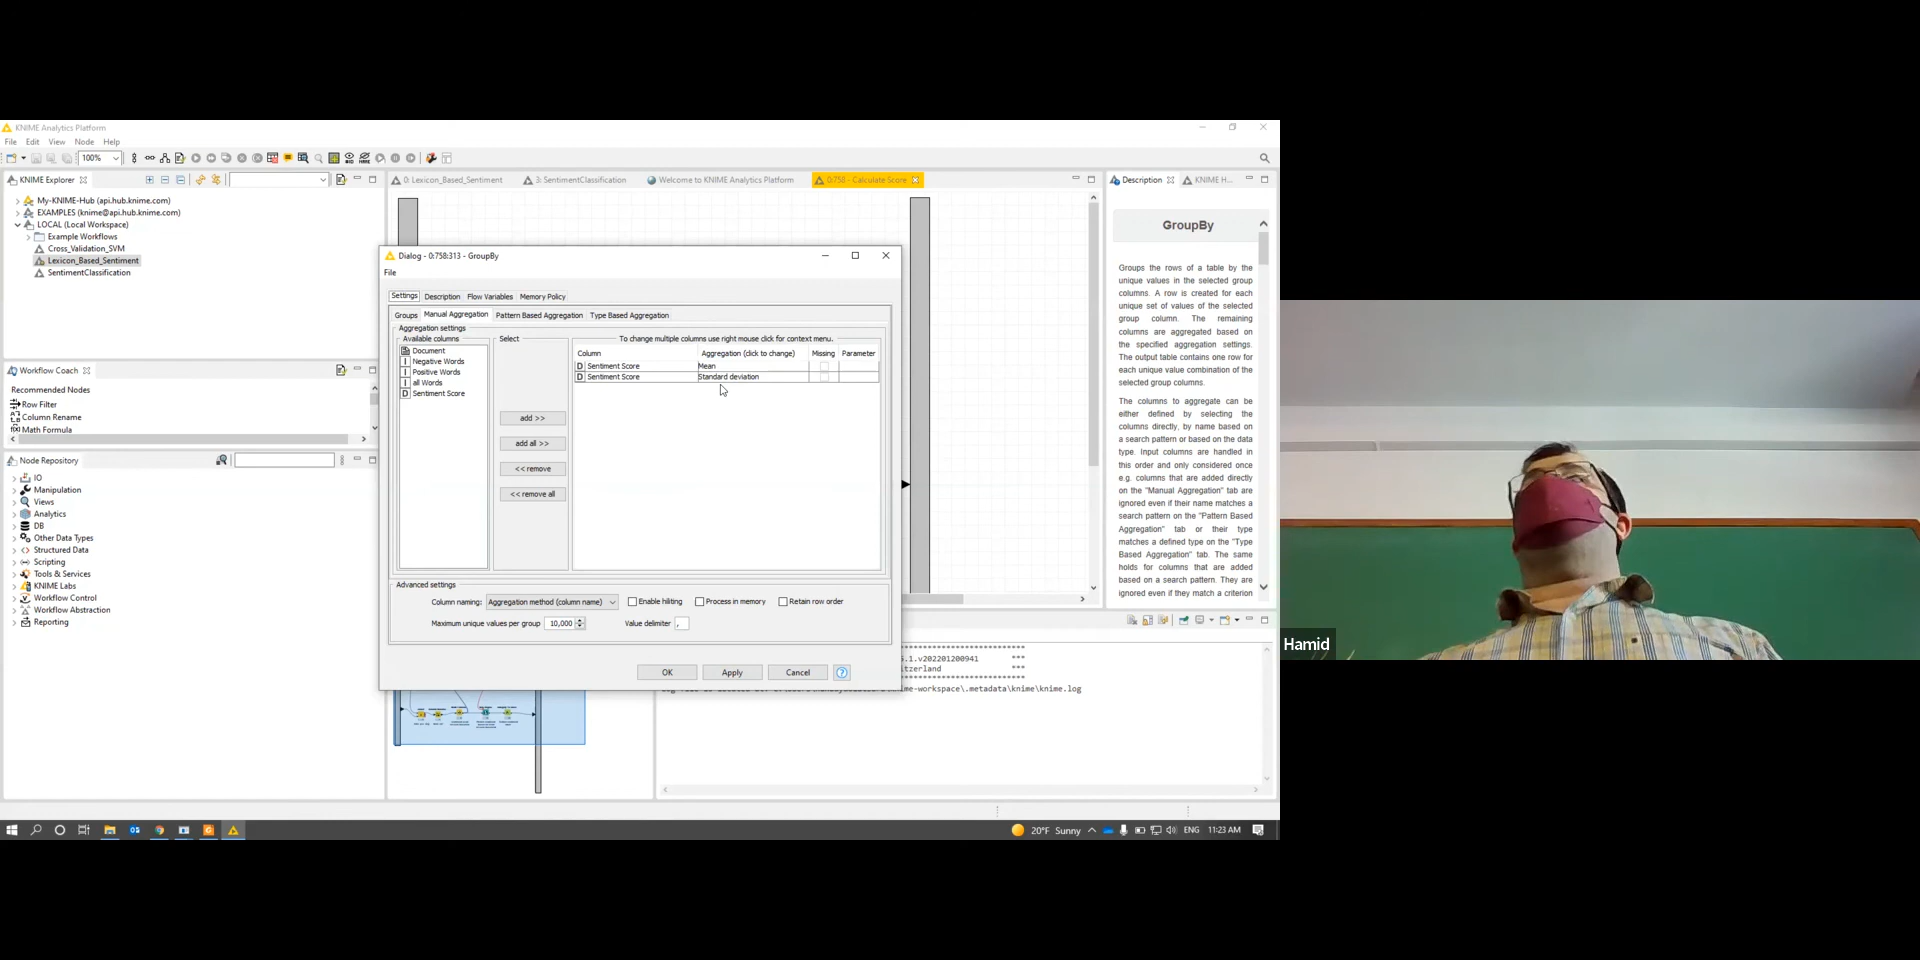 KNIME Analytics Platform
File Edit View Node Help
100%
KNIME Explorer
My-KNIME-Hub (api.hub.knime.com)
EXAMPLES (knime@api.hub.knime.com)
LOCAL (Local Workspace)
Example Workflows
Cross_Validation_SVM
Lexicon_Based_Sentiment
SentimentClassification
Workflow Coach
Recommended Nodes
Row Filter
Column Rename
Math Formula
Node Repository
IO
Manipulation
Views
Analytics
DB
Other Data Types
Structured Data
Scripting
Tools & Services
KNIME Labs
Workflow Control
Workflow Abstraction
Reporting
0: Lexicon_Based_Sentiment
3: SentimentClassification
Welcome to KNIME Analytics Platform
0:758 - Calculate Score
Dialog - 0:758:313 - GroupBy
File
Settings Description Flow Variables Memory Policy
Groups Manual Aggregation Pattern Based Aggregation Type Based Aggregation
Aggregation settings
Available columns
Document
I Negative Words
I Positive Words
I all Words
D Sentiment Score
Select
add >>
add all >>
<< remove
<< remove all
To change multiple columns use right mouse click for context menu.
Column Aggregation (click to change) Missing Parameter
D Sentiment Score Mean
D Sentiment Score Standard deviation
Advanced settings
Column naming: Aggregation method (column name) Enable hiliting Process in memory Retain row order
Maximum unique values per group 10,000 Value delimiter ,
OK Apply Cancel ?
Description
KNIME H...
GroupBy
Groups the rows of a table by the
unique values in the selected group
columns. A row is created for each
unique set of values of the selected
group column. The remaining
columns are aggregated based on
the specified aggregation settings.
The output table contains one row for
each unique value combination of the
selected group columns.
The columns to aggregate can be
either defined by selecting the
columns directly, by name based on
a search pattern or based on the data
type. Input columns are handled in
this order and only considered once
e.g. columns that are added directly
on the "Manual Aggregation" tab are
ignored even if their name matches a
search pattern on the "Pattern Based
Aggregation" tab or their type
matches a defined type on the "Type
Based Aggregation" tab. The same
holds for columns that are added
based on a search pattern. They are
ignored even if they match a criterion
***************************
.v202201200941 ***
itzerland ***
***************************
knime-workspace\.metadata\knime\knime.log
20°F Sunny ENG 11:23 AM
Hamid